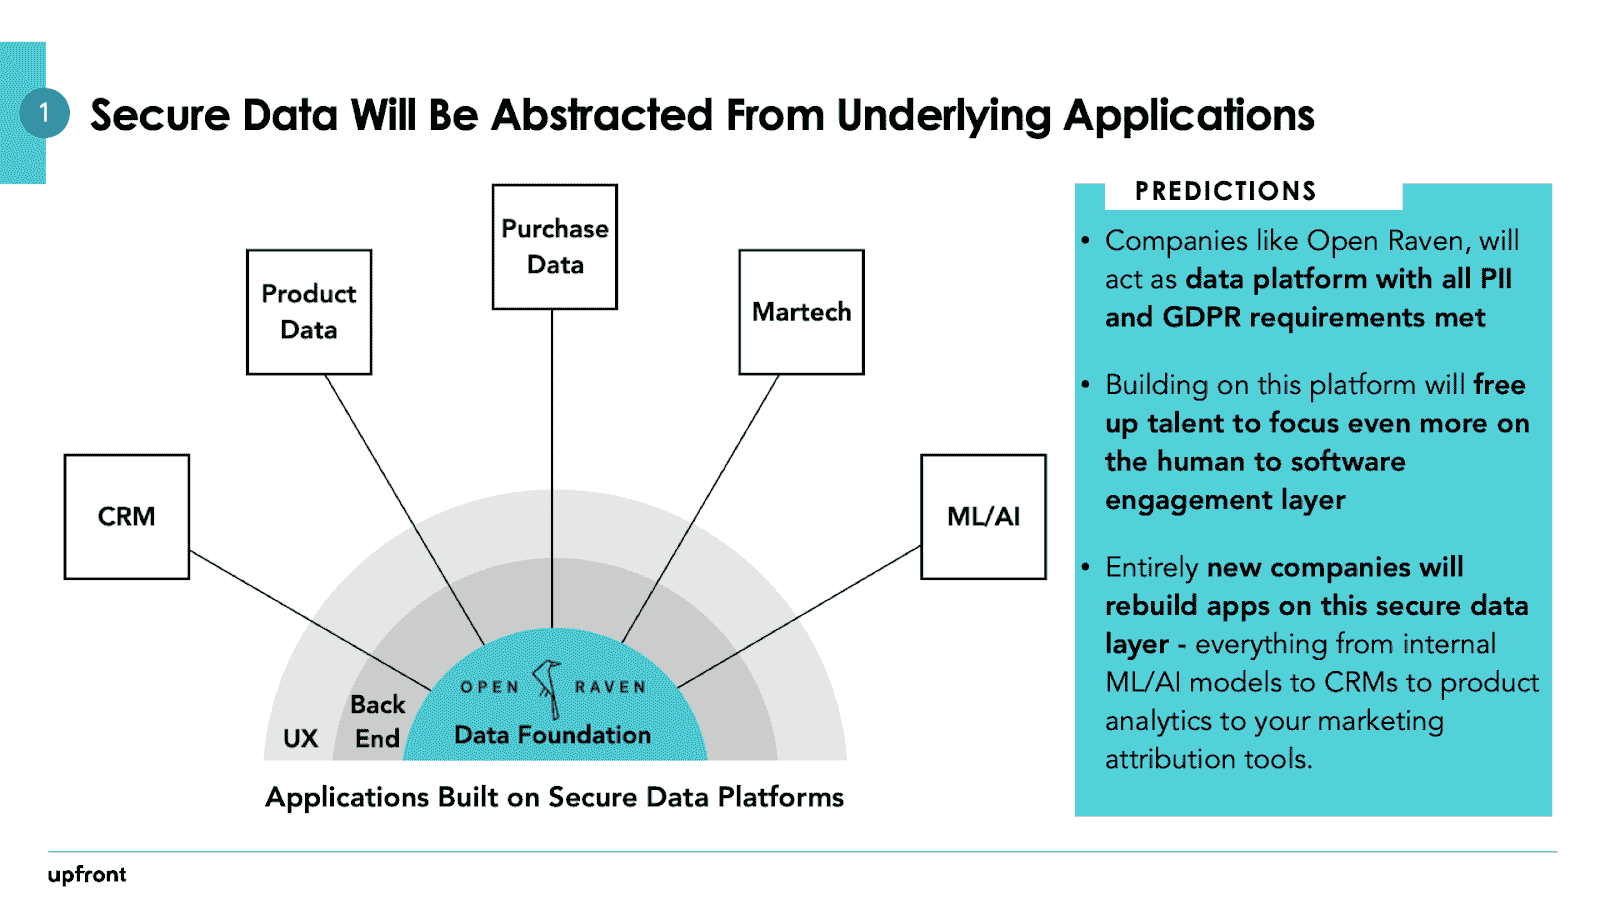 1
Secure Data Will Be Abstracted From Underlying Applications
Purchase
Data
Product
Data
Martech
CRM
ML/AI
OPEN RAVEN
Data Foundation
Back
End
UX
Applications Built on Secure Data Platforms
PREDICTIONS
• Companies like Open Raven, will
act as data platform with all PII
and GDPR requirements met
• Building on this platform will free
up talent to focus even more on
the human to software
engagement layer
• Entirely new companies will
rebuild apps on this secure data
layer - everything from internal
ML/AI models to CRMs to product
analytics to your marketing
attribution tools.
upfront